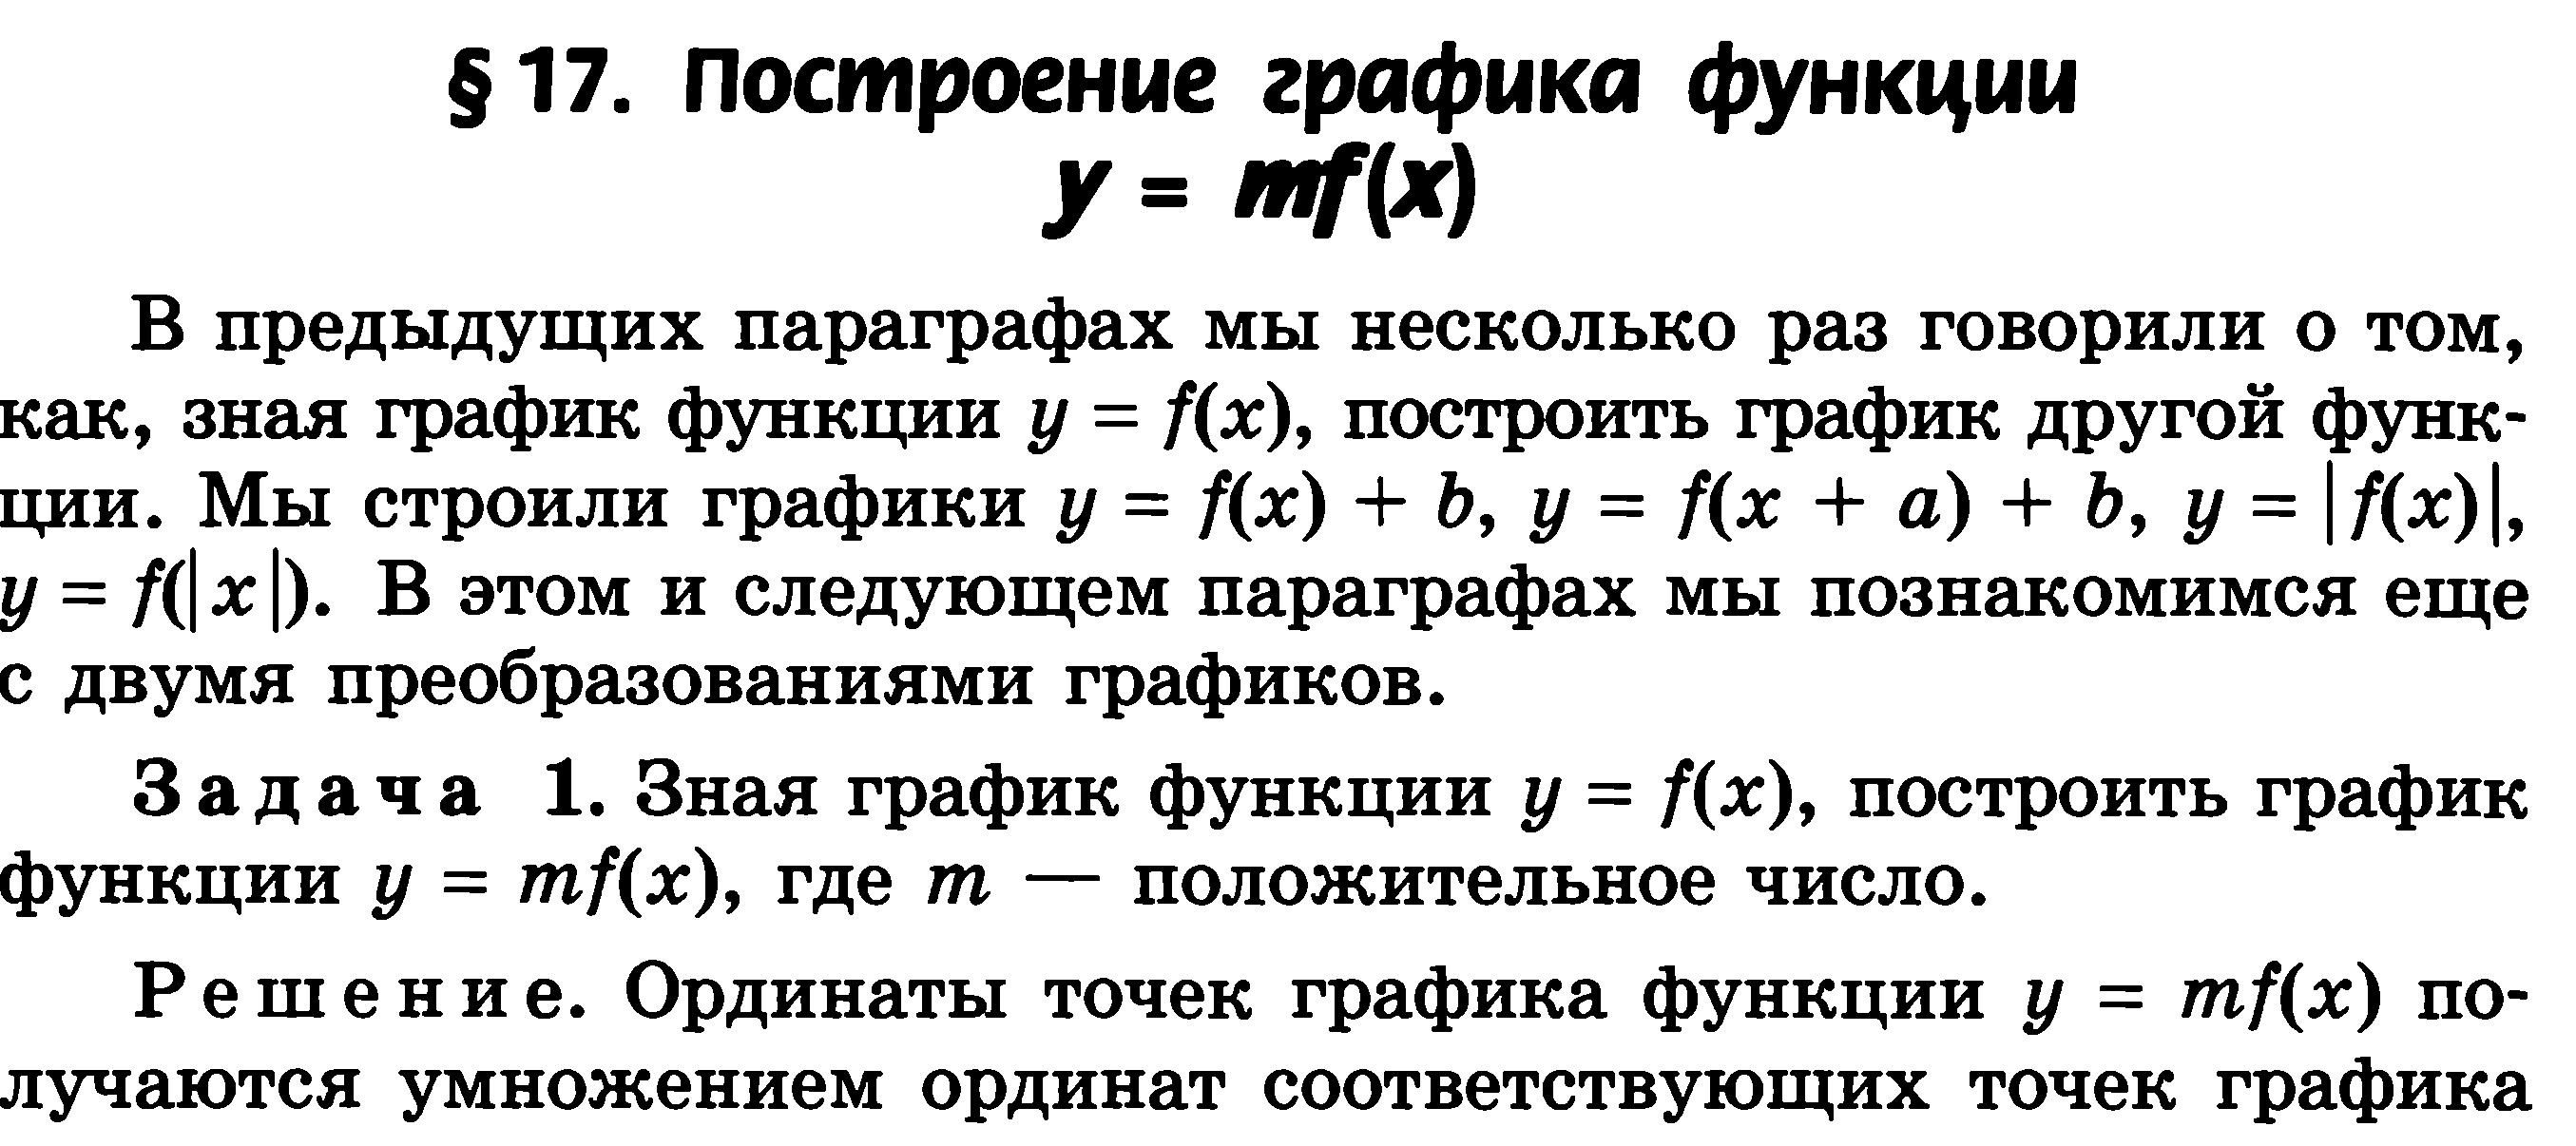 § 17. Построение графика функции
y = mf(x)
В предыдущих параграфах мы несколько раз говорили о том,
как, зная график функции y = f(x), построить график другой функ-
ции. Мы строили графики y = f(x) + b, y = f(x + a) + b, y = |f(x)|,
y = f(|x|). В этом и следующем параграфах мы познакомимся еще
с двумя преобразованиями графиков.
Задача 1. Зная график функции y = f(x), построить график
функции y = mf(x), где m — положительное число.
Решение. Ординаты точек графика функции y = mf(x) по-
лучаются умножением ординат соответствующих точек графика